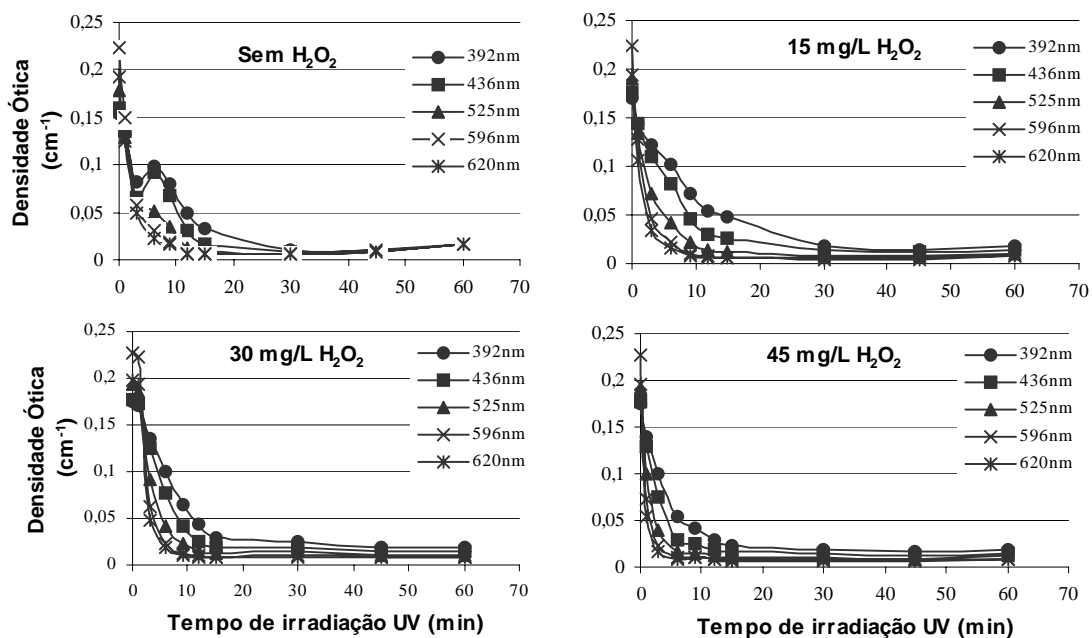 Densidade Ótica
(cm⁻¹)
0,25
0,2
0,15
0,1
0,05
0
Sem H₂O₂
392nm
436nm
525nm
596nm
620nm
0 10 20 30 40 50 60 70
0,25
0,2
0,15
0,1
0,05
0
15 mg/L H₂O₂
392nm
436nm
525nm
596nm
620nm
0 10 20 30 40 50 60 70
Densidade Ótica
(cm⁻¹)
0,25
0,2
0,15
0,1
0,05
0
30 mg/L H₂O₂
392nm
436nm
525nm
596nm
620nm
0 10 20 30 40 50 60 70
Tempo de irradiação UV (min)
0,25
0,2
0,15
0,1
0,05
0
45 mg/L H₂O₂
392nm
436nm
525nm
596nm
620nm
0 10 20 30 40 50 60 70
Tempo de irradiação UV (min)